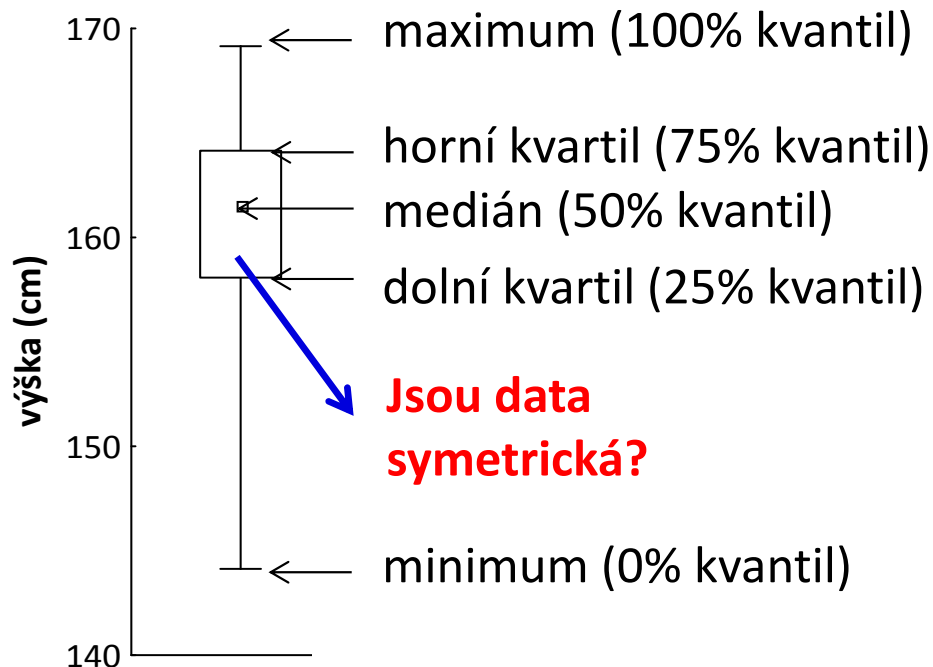 170
maximum (100% kvantil)
horní kvartil (75% kvantil)
medián (50% kvantil)
160
dolní kvartil (25% kvantil)
výška (cm)
Jsou data
symetrická?
150
minimum (0% kvantil)
140